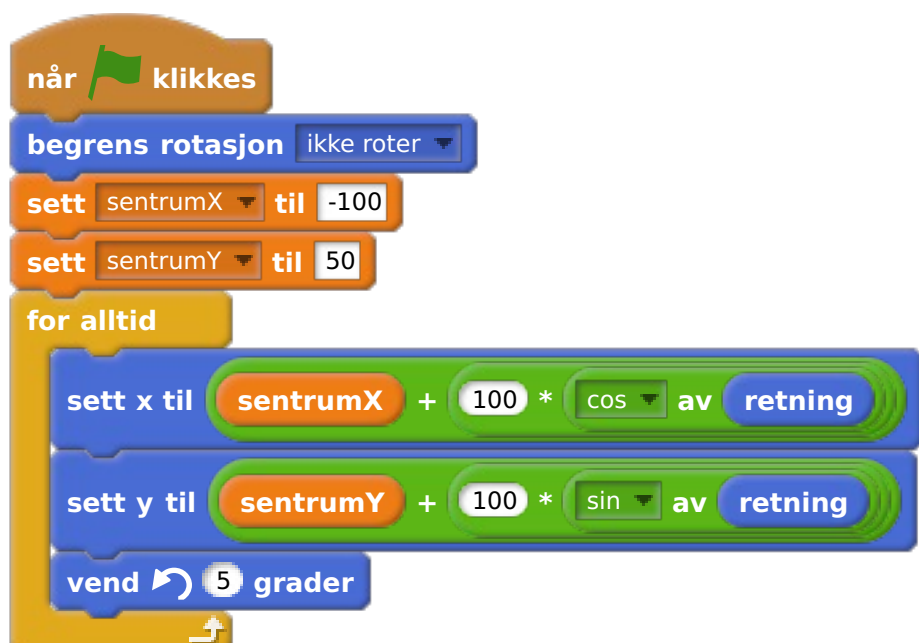 når klikkes
begrens rotasjon ikke roter
sett sentrumX til -100
sett sentrumY til 50
for alltid
sett x til sentrumX + 100 * cos av retning
sett y til sentrumY + 100 * sin av retning
vend 5 grader